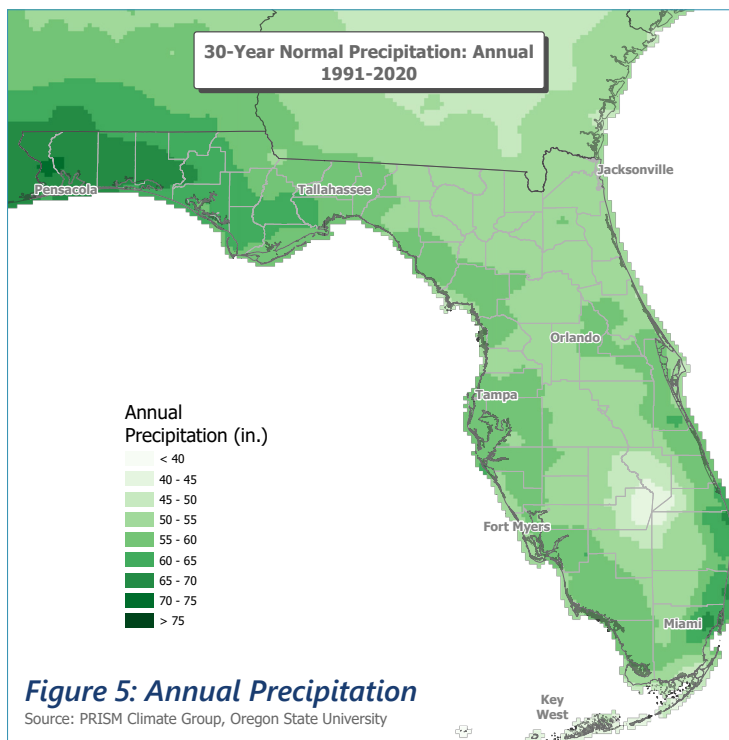 30-Year Normal Precipitation: Annual
1991-2020
Jacksonville
Pensacola
Tallahassee
Orlando
Tampa
Fort Myers
Miami
Key
West
Annual
Precipitation (in.)
< 40
40 - 45
45 - 50
50 - 55
55 - 60
60 - 65
65 - 70
70 - 75
> 75
Figure 5: Annual Precipitation
Source: PRISM Climate Group, Oregon State University